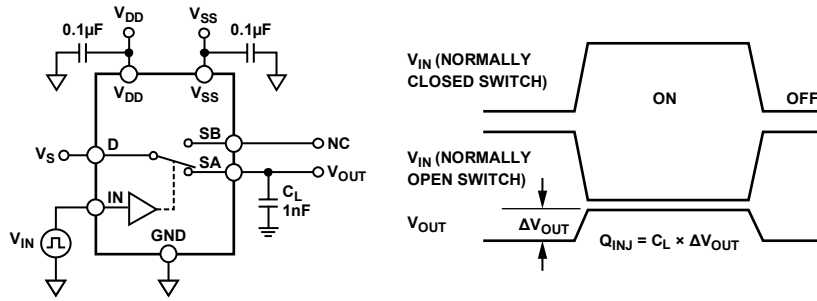 VDD
VSS
0.1µF
0.1µF
VDD
VSS
SB
NC
VS
D
SA
VOUT
IN
CL
1nF
VIN
GND
VIN (NORMALLY
CLOSED SWITCH)
ON
OFF
VIN (NORMALLY
OPEN SWITCH)
VOUT
ΔVOUT
QINJ = CL × ΔVOUT